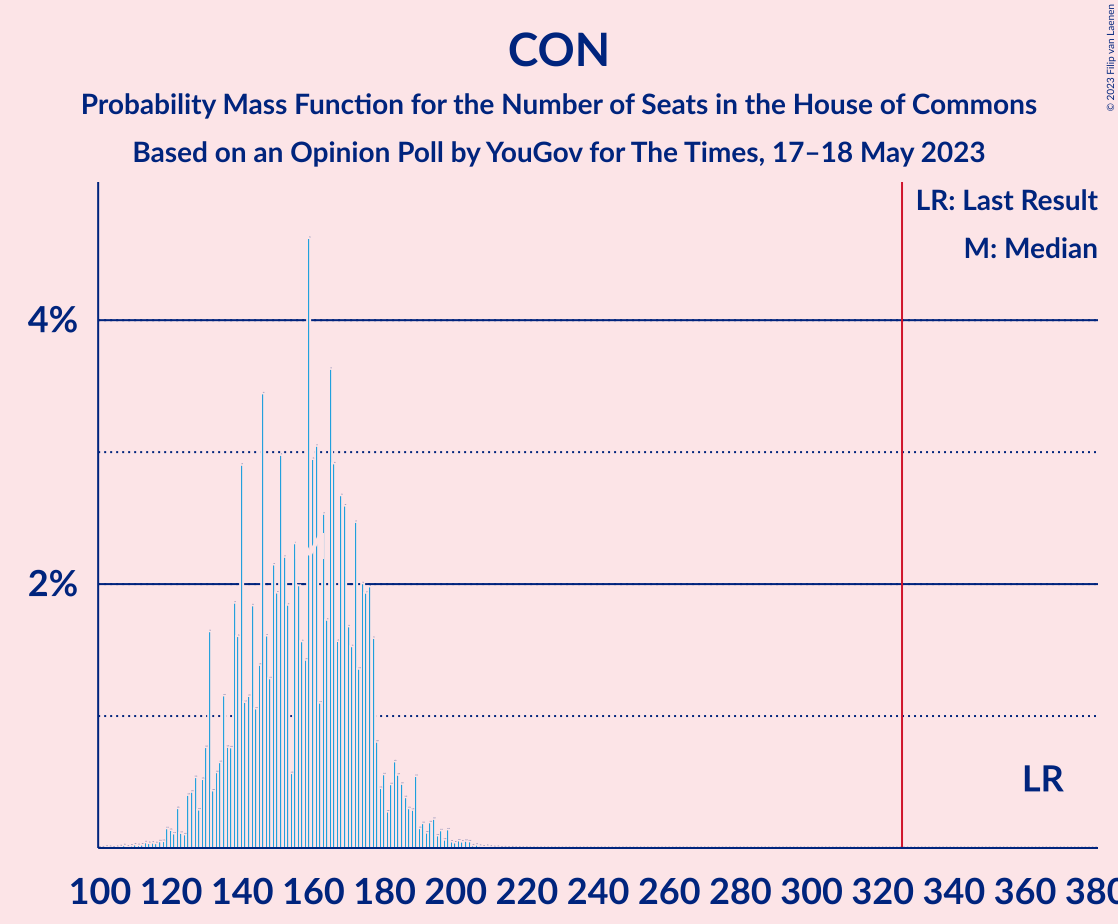 CON
Probability Mass Function for the Number of Seats in the House of Commons
Based on an Opinion Poll by YouGov for The Times, 17–18 May 2023
© 2023 Filip van Laenen
LR: Last Result
M: Median
4%
2%
LR
100 120 140 160 180 200 220 240 260 280 300 320 340 360 380